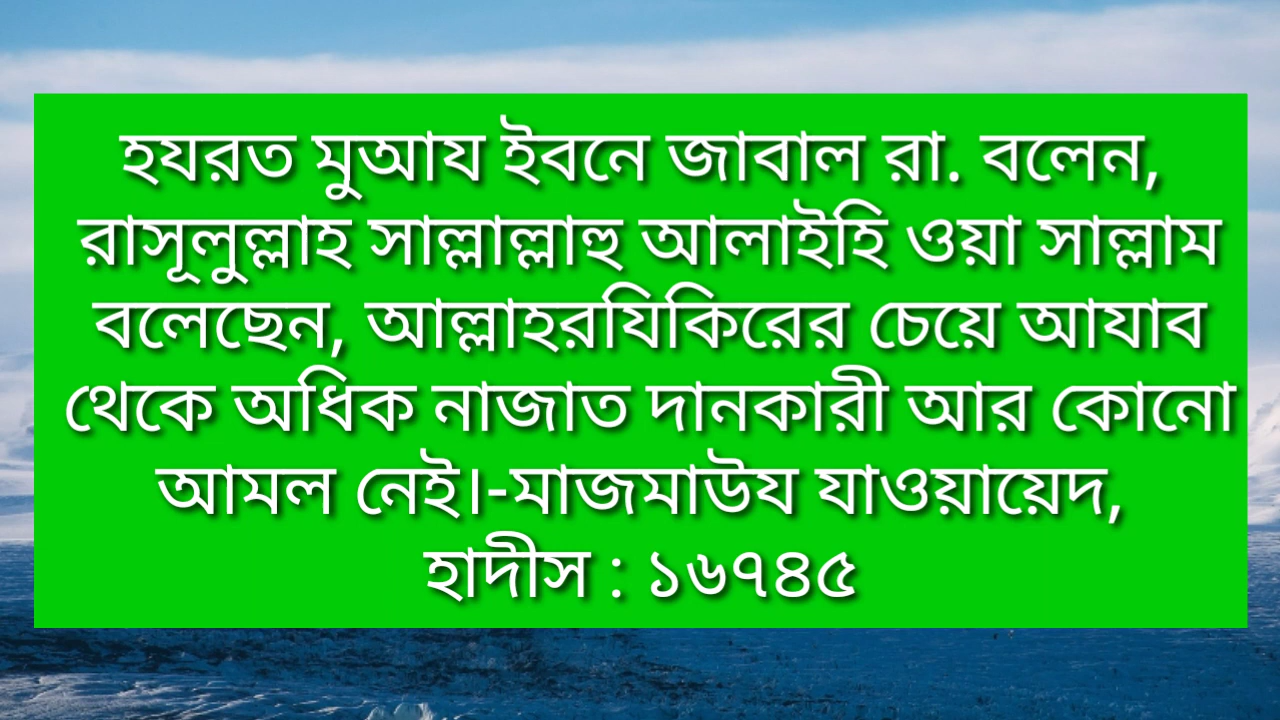 হযরত মুআয ইবনে জাবাল রা. বলেন,
রাসূলুল্লাহ সাল্লাল্লাহু আলাইহি ওয়া সাল্লাম
বলেছেন, আল্লাহরযিকিরের চেয়ে আযাব
থেকে অধিক নাজাত দানকারী আর কোনো
আমল নেই।-মাজমাউয যাওয়ায়েদ,
হাদীস : ১৬৭৪৫